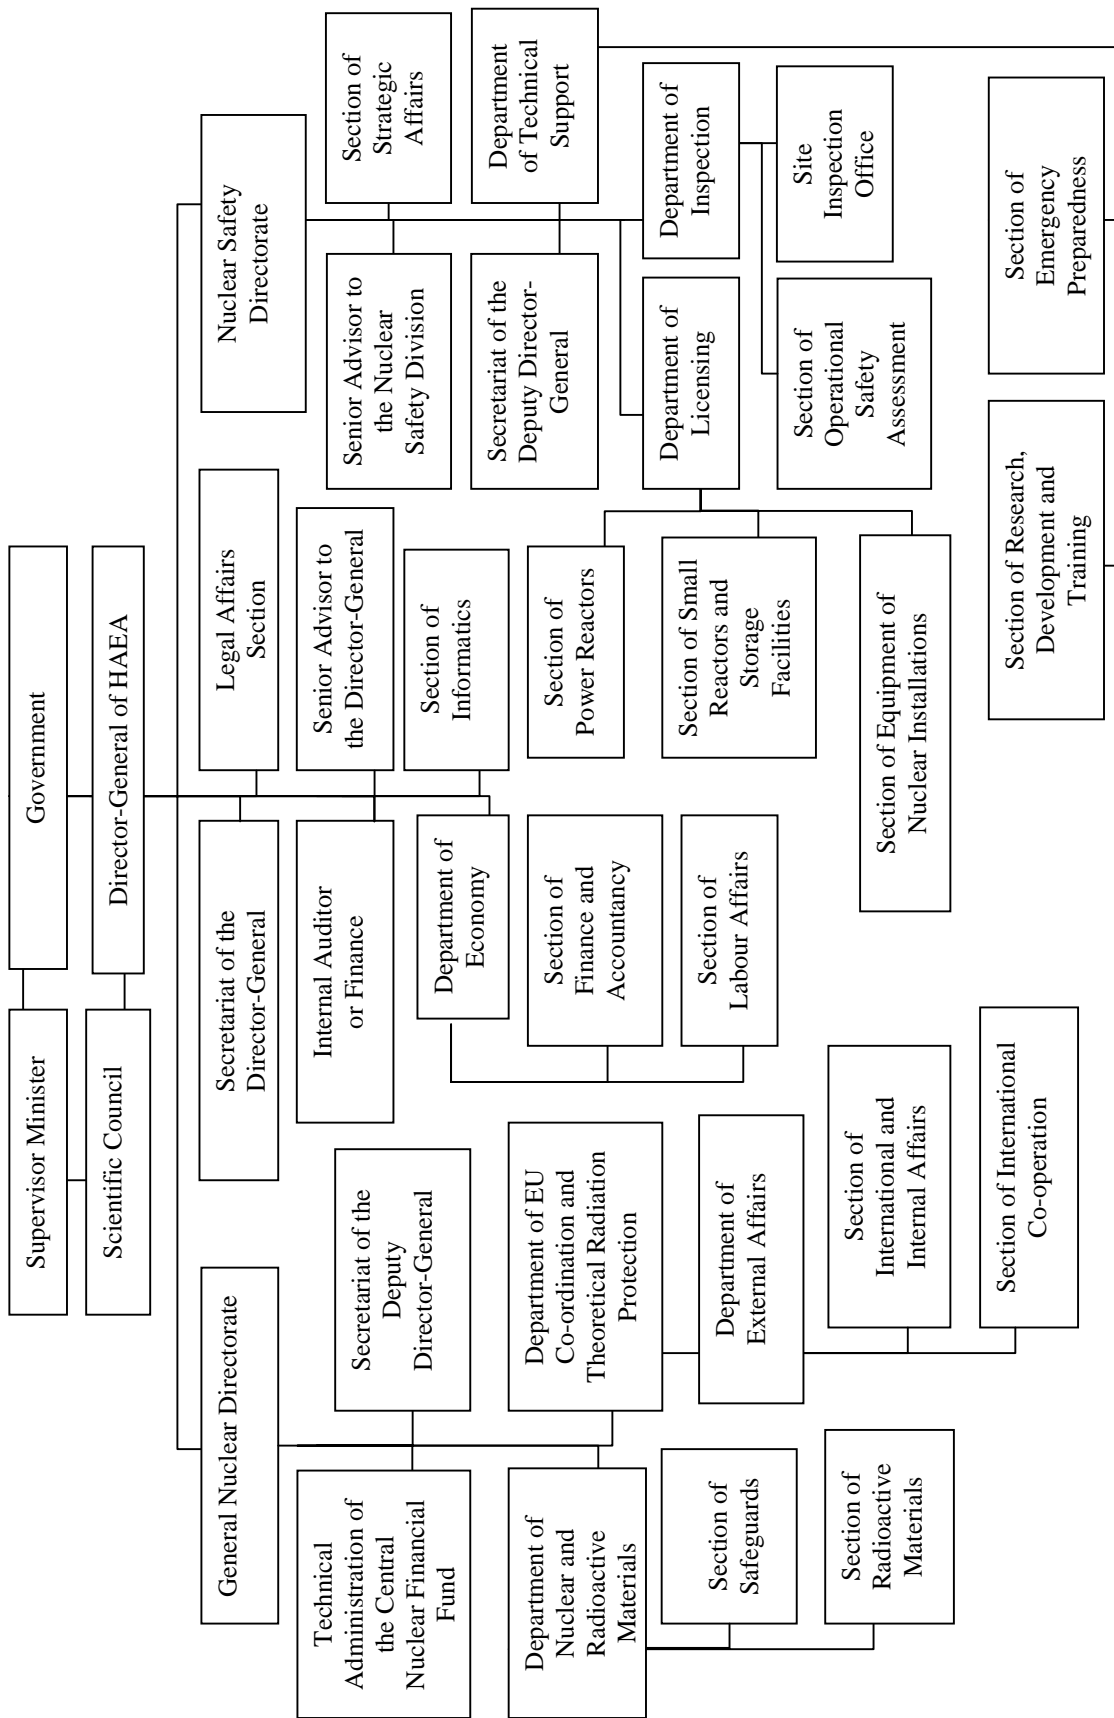 Government
Supervisor Minister
Director-General of HAEA
Scientific Council
General Nuclear Directorate
Secretariat of the
Director-General
Legal Affairs
Section
Nuclear Safety
Directorate
Technical
Administration of
the Central
Nuclear Financial
Fund
Secretariat of the
Deputy
Director-General
Internal Auditor
or Finance
Senior Advisor to
the Director-General
Senior Advisor to
the Nuclear
Safety Division
Section of
Strategic
Affairs
Department of
Economy
Section of
Informatics
Secretariat of the
Deputy Director-
General
Department
of Technical
Support
Department of
Nuclear and
Radioactive
Materials
Department of EU
Co-ordination and
Theoretical Radiation
Protection
Section of
Finance and
Accountancy
Section of
Power Reactors
Department of
Licensing
Department of
Inspection
Section of
Safeguards
Department of
External Affairs
Section of
Labour Affairs
Section of Small
Reactors and
Storage
Facilities
Section of
Operational
Safety
Assessment
Site
Inspection
Office
Section of
Radioactive
Materials
Section of
International and
Internal Affairs
Section of Equipment of
Nuclear Installations
Section of International
Co-operation
Section of Research,
Development and
Training
Section of
Emergency
Preparedness